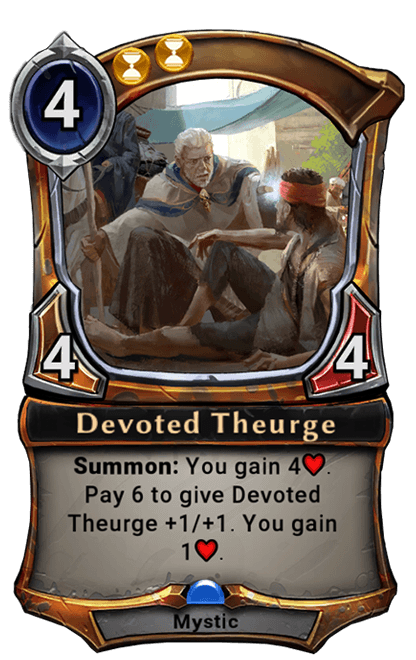 4
4
4
Devoted Theurge
Summon: You gain 4❤.
Pay 6 to give Devoted
Theurge +1/+1. You gain
1❤.
Mystic